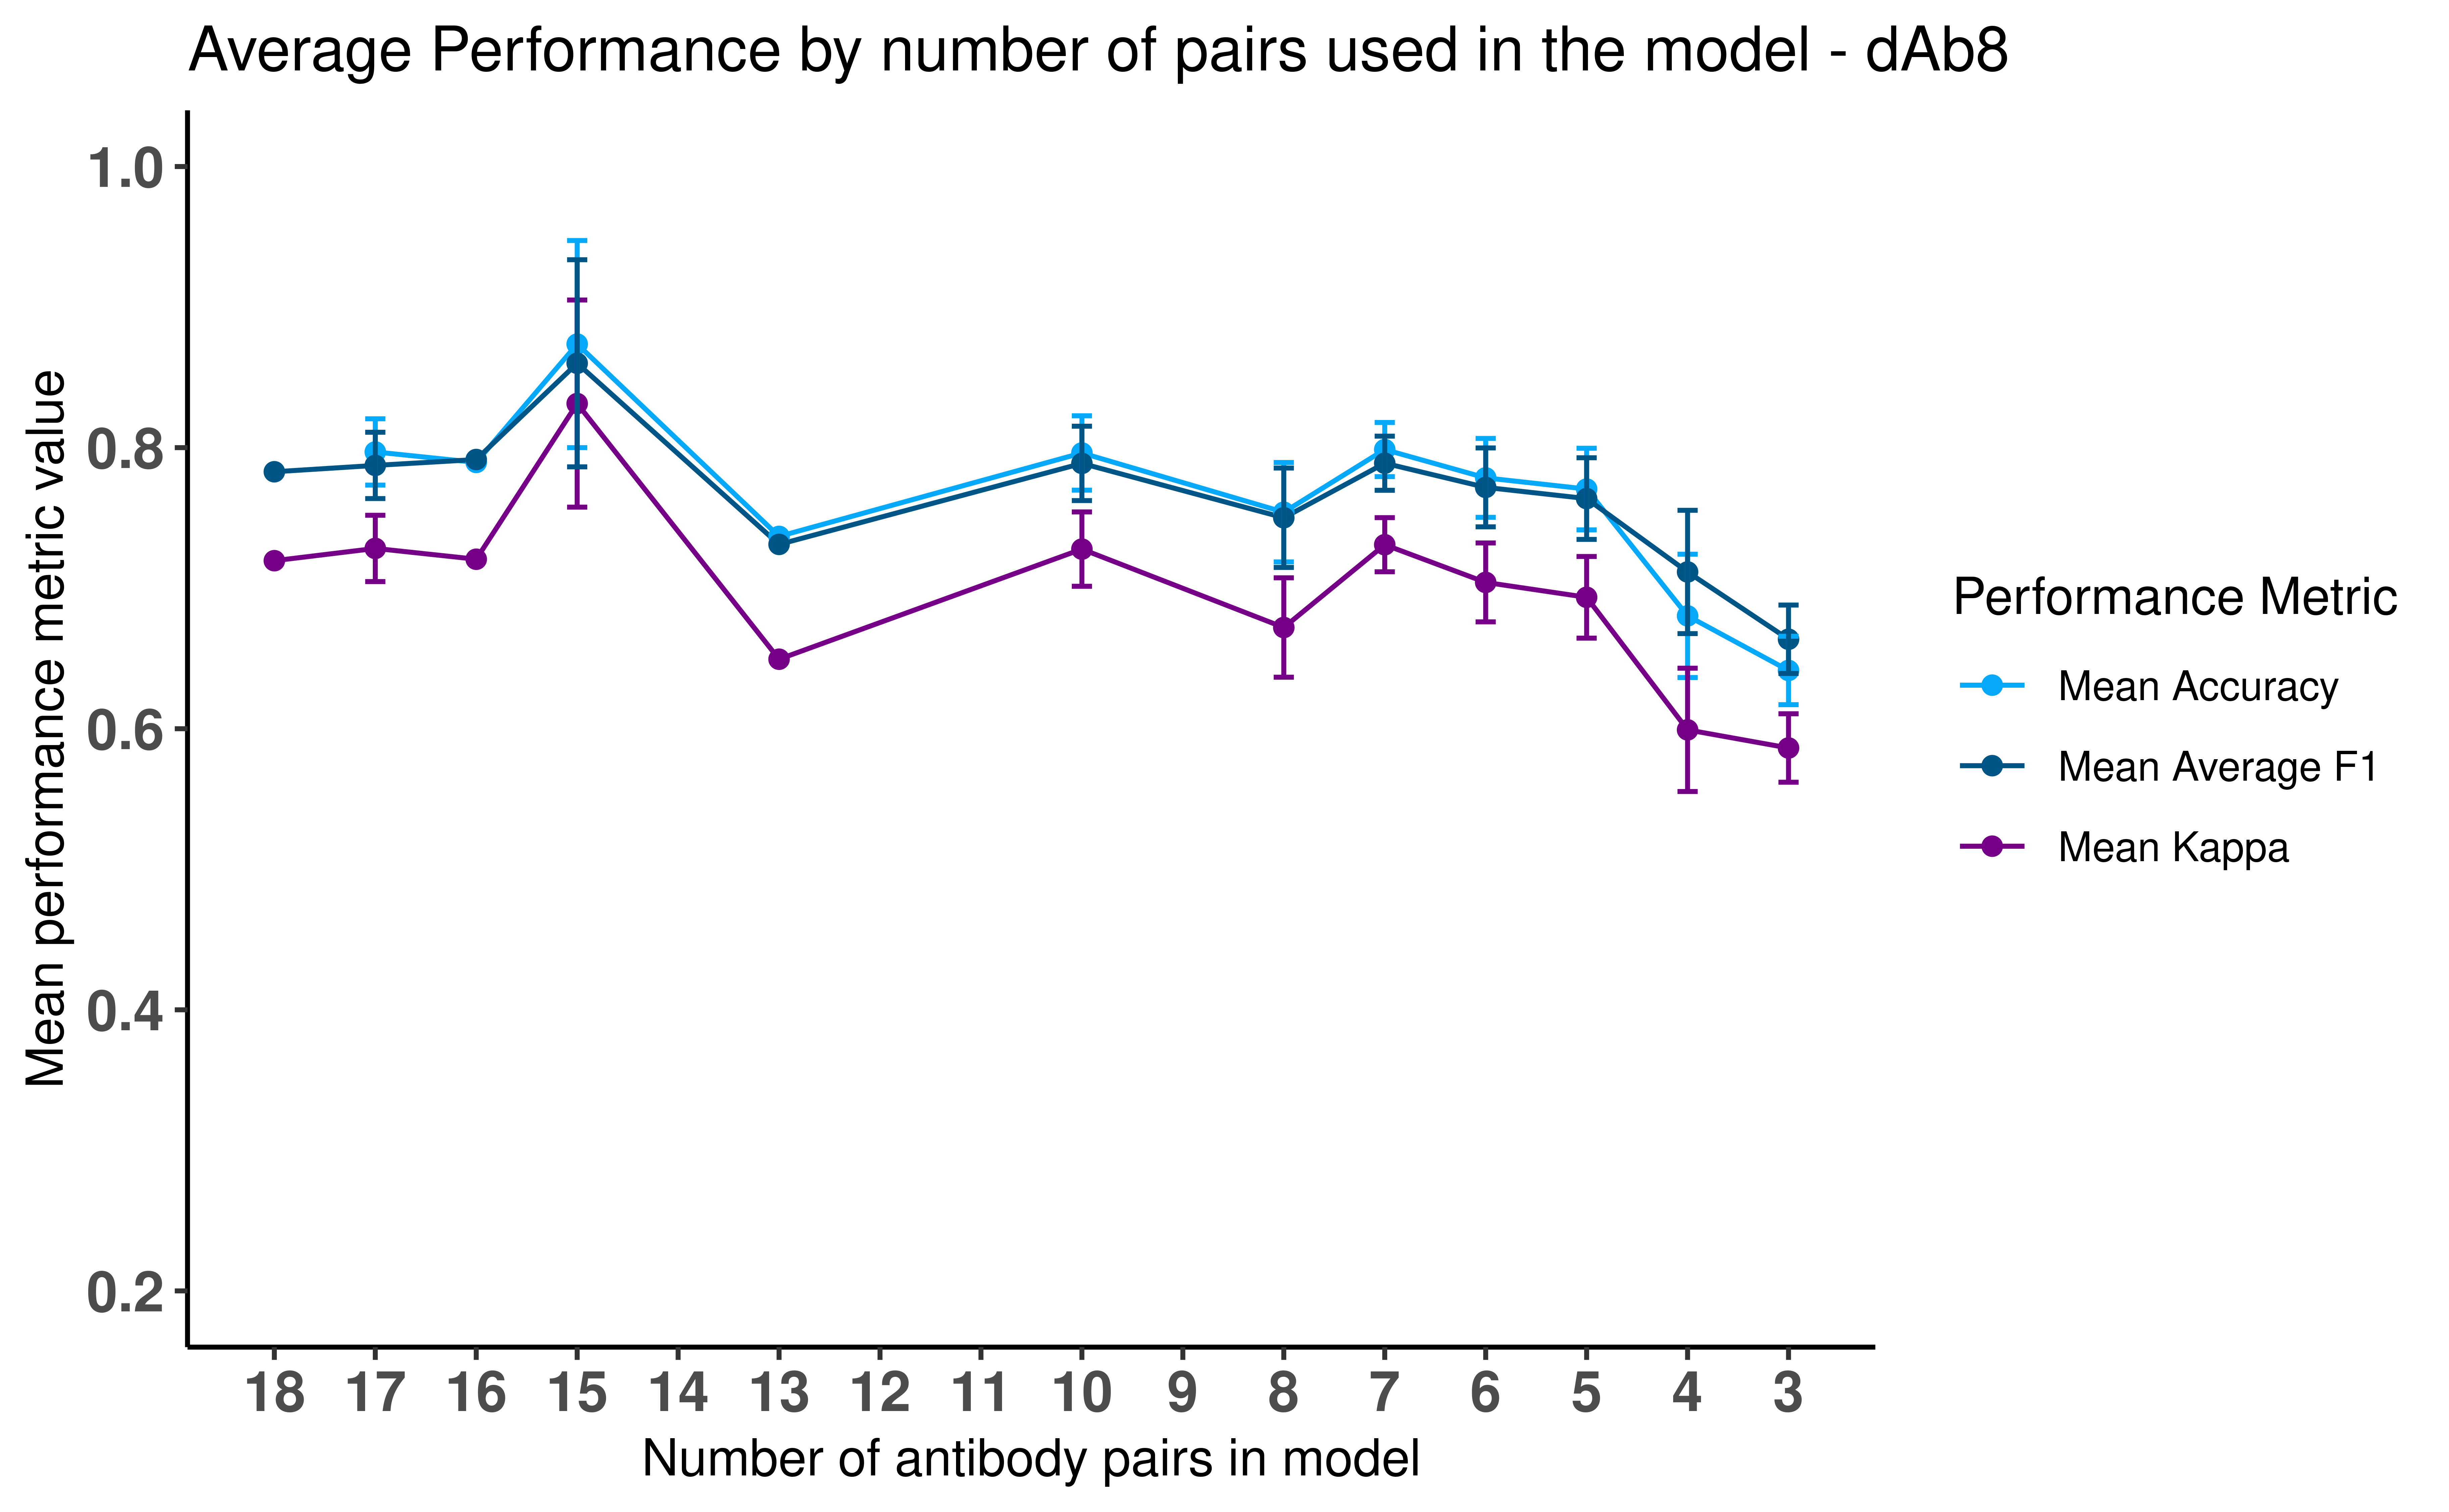 Average Performance by number of pairs used in the model - dAb8
Mean performance metric value
1.0
0.8
0.6
0.4
0.2
18 17 16 15 14 13 12 11 10 9 8 7 6 5 4 3
Number of antibody pairs in model
Performance Metric
Mean Accuracy
Mean Average F1
Mean Kappa